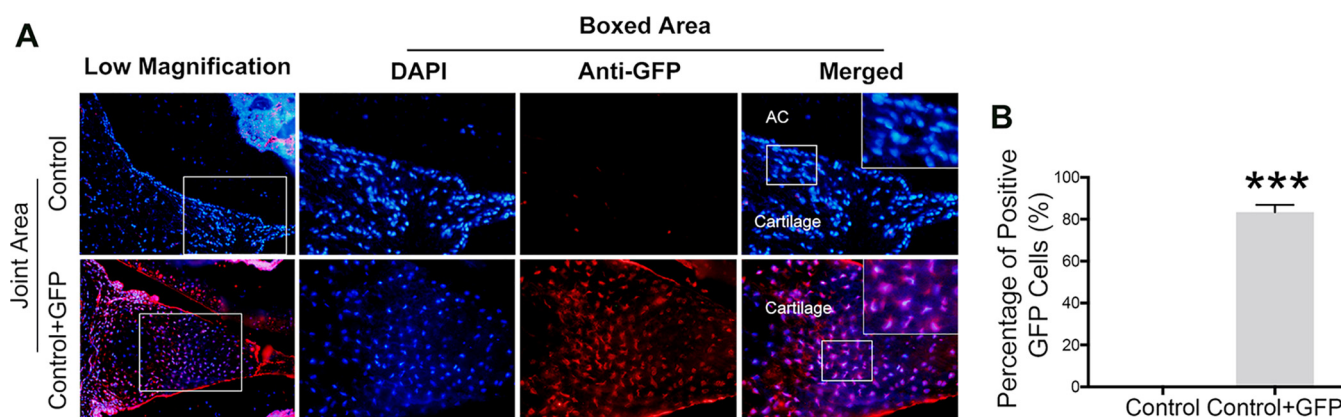 A
Boxed Area
Low Magnification
DAPI
Anti-GFP
Merged
Joint Area
Control
AC
Cartilage
Control+GFP
Cartilage
B
Percentage of Positive
GFP Cells (%)
100
80
60
40
20
0
***
Control
Control+GFP